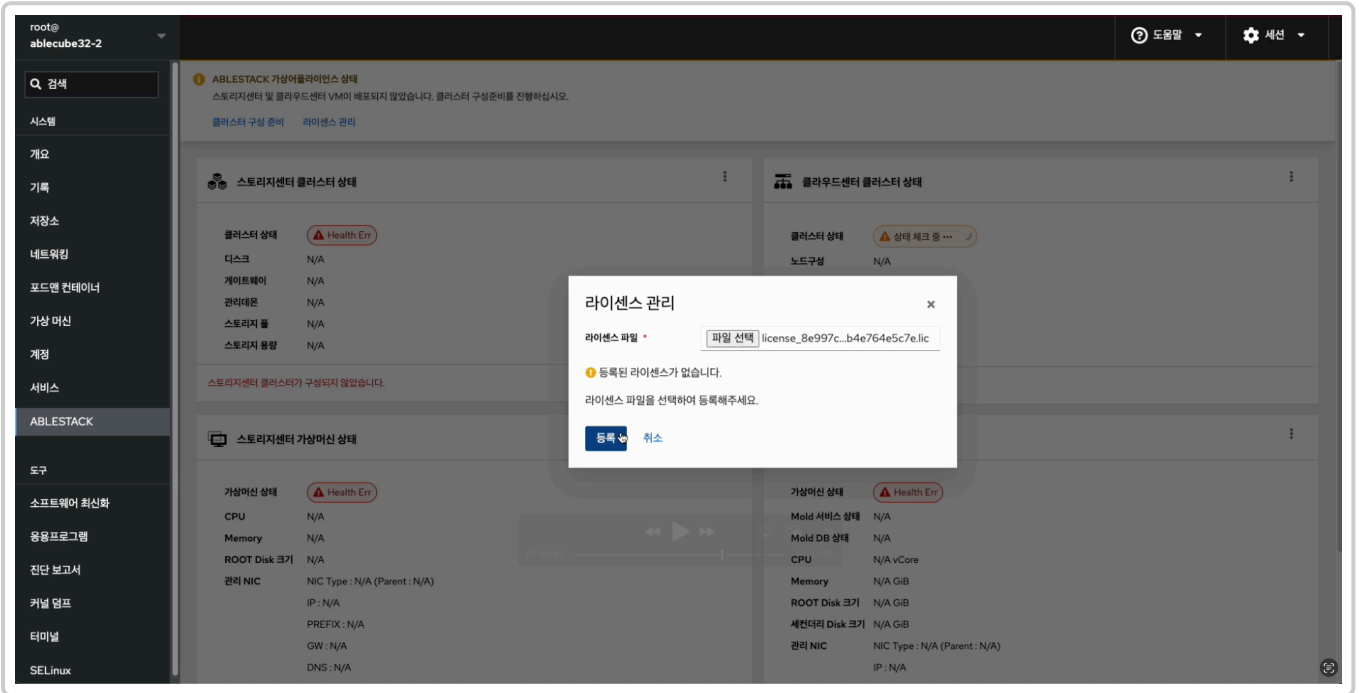 root@
ablecube32-2
도움말
세션
검색
시스템
개요
기록
저장소
네트워킹
포드맨 컨테이너
가상 머신
계정
서비스
ABLESTACK
도구
소프트웨어 최신화
응용프로그램
진단 보고서
커널 덤프
터미널
SELinux
ABLESTACK 가상어플라이언스 상태
스토리지센터 및 클라우드센터 VM이 배포되지 않았습니다. 클러스터 구성준비를 진행하십시오.
클러스터 구성 준비 라이센스 관리
스토리지센터 클러스터 상태
클러스터 상태 Health Err
디스크 N/A
게이트웨이 N/A
관리데몬 N/A
스토리지 풀 N/A
스토리지 용량 N/A
스토리지센터 클러스터가 구성되지 않았습니다.
클라우드센터 클러스터 상태
클러스터 상태 상태 체크 중 ···
노드구성 N/A
라이센스 관리
라이센스 파일 * 파일 선택 license_8e997c...b4e764e5c7e.lic
등록된 라이센스가 없습니다.
라이센스 파일을 선택하여 등록해주세요.
등록 취소
스토리지센터 가상머신 상태
가상머신 상태 Health Err
CPU N/A
Memory N/A
ROOT Disk 크기 N/A
관리 NIC NIC Type : N/A (Parent : N/A)
IP : N/A
PREFIX : N/A
GW : N/A
DNS : N/A
가상머신 상태 Health Err
Mold 서비스 상태 N/A
Mold DB 상태 N/A
CPU N/A vCore
Memory N/A GiB
ROOT Disk 크기 N/A GiB
세컨더리 Disk 크기 N/A GiB
관리 NIC NIC Type : N/A (Parent : N/A)
IP : N/A